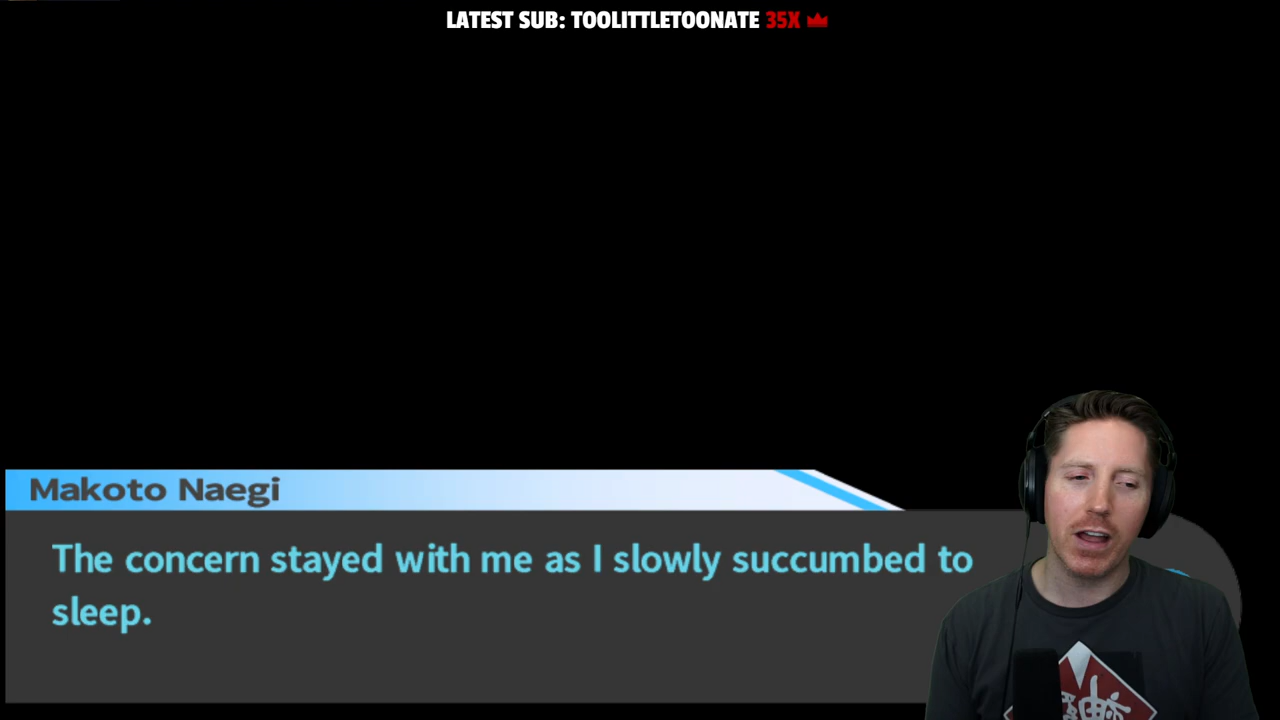 LATEST SUB: TOOLITTLETOONATE 35X
Makoto Naegi
The concern stayed with me as I slowly succumbed to
sleep.